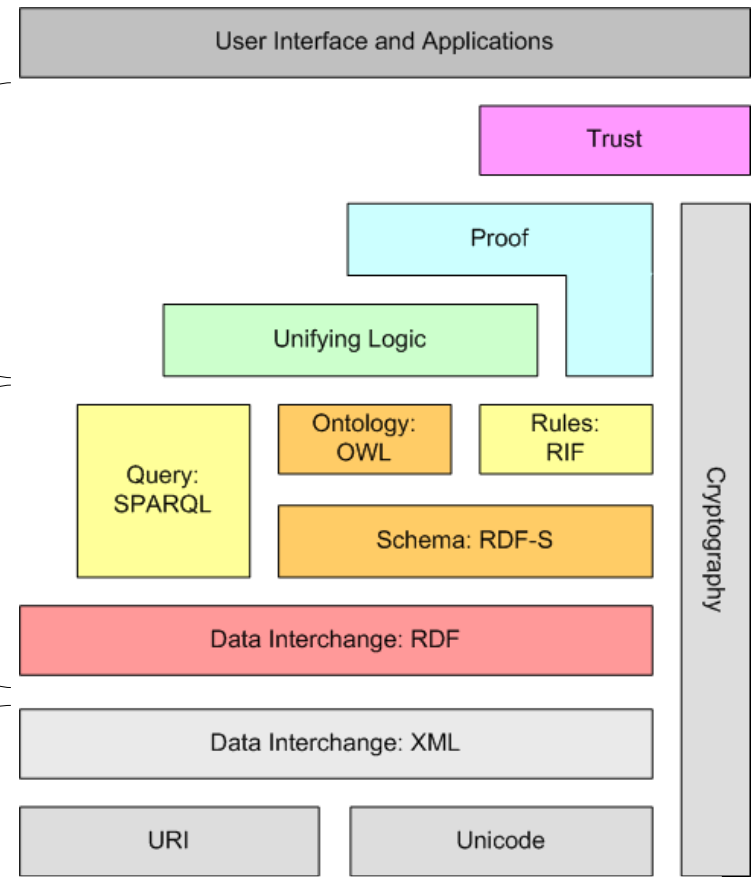 User Interface and Applications
Trust
Proof
Unifying Logic
Ontology:
OWL
Rules:
RIF
Query:
SPARQL
Schema: RDF-S
Cryptography
Data Interchange: RDF
Data Interchange: XML
URI
Unicode